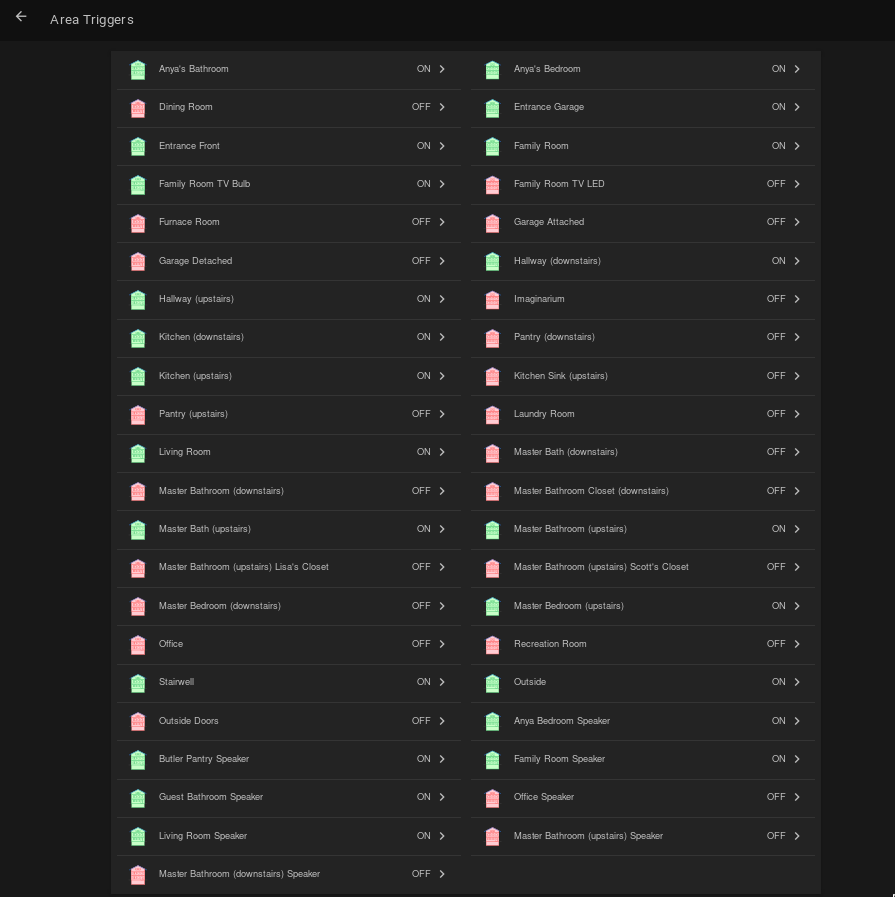 Area Triggers
Anya's Bathroom ON
Anya's Bedroom ON
Dining Room OFF
Entrance Garage ON
Entrance Front ON
Family Room ON
Family Room TV Bulb ON
Family Room TV LED OFF
Furnace Room OFF
Garage Attached OFF
Garage Detached OFF
Hallway (downstairs) ON
Hallway (upstairs) ON
Imaginarium OFF
Kitchen (downstairs) ON
Pantry (downstairs) OFF
Kitchen (upstairs) ON
Kitchen Sink (upstairs) OFF
Pantry (upstairs) OFF
Laundry Room OFF
Living Room ON
Master Bath (downstairs) OFF
Master Bathroom (downstairs) OFF
Master Bathroom Closet (downstairs) OFF
Master Bath (upstairs) ON
Master Bathroom (upstairs) ON
Master Bathroom (upstairs) Lisa's Closet OFF
Master Bathroom (upstairs) Scott's Closet OFF
Master Bedroom (downstairs) OFF
Master Bedroom (upstairs) ON
Office OFF
Recreation Room OFF
Stairwell ON
Outside ON
Outside Doors OFF
Anya Bedroom Speaker ON
Butler Pantry Speaker ON
Family Room Speaker ON
Guest Bathroom Speaker ON
Office Speaker OFF
Living Room Speaker ON
Master Bathroom (upstairs) Speaker OFF
Master Bathroom (downstairs) Speaker OFF